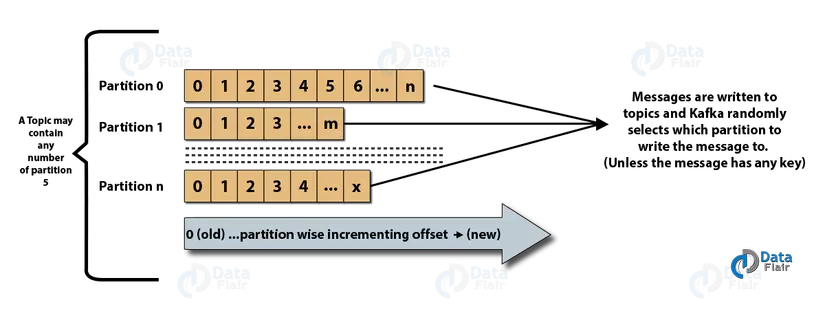 A Topic may
contain
any
number
of partition
5
Partition 0
0 1 2 3 4 5 6 ... n
Partition 1
0 1 2 3 ... m
Partition n
0 1 2 3 4 ... x
0 (old) ...partition wise incrementing offset → (new)
Messages are written to
topics and Kafka randomly
selects which partition to
write the message to.
(Unless the message has any key)
Data
Flair
Data
Flair
Data
Flair
Data
Flair
Data
Flair
Data
Flair
Data
Flair